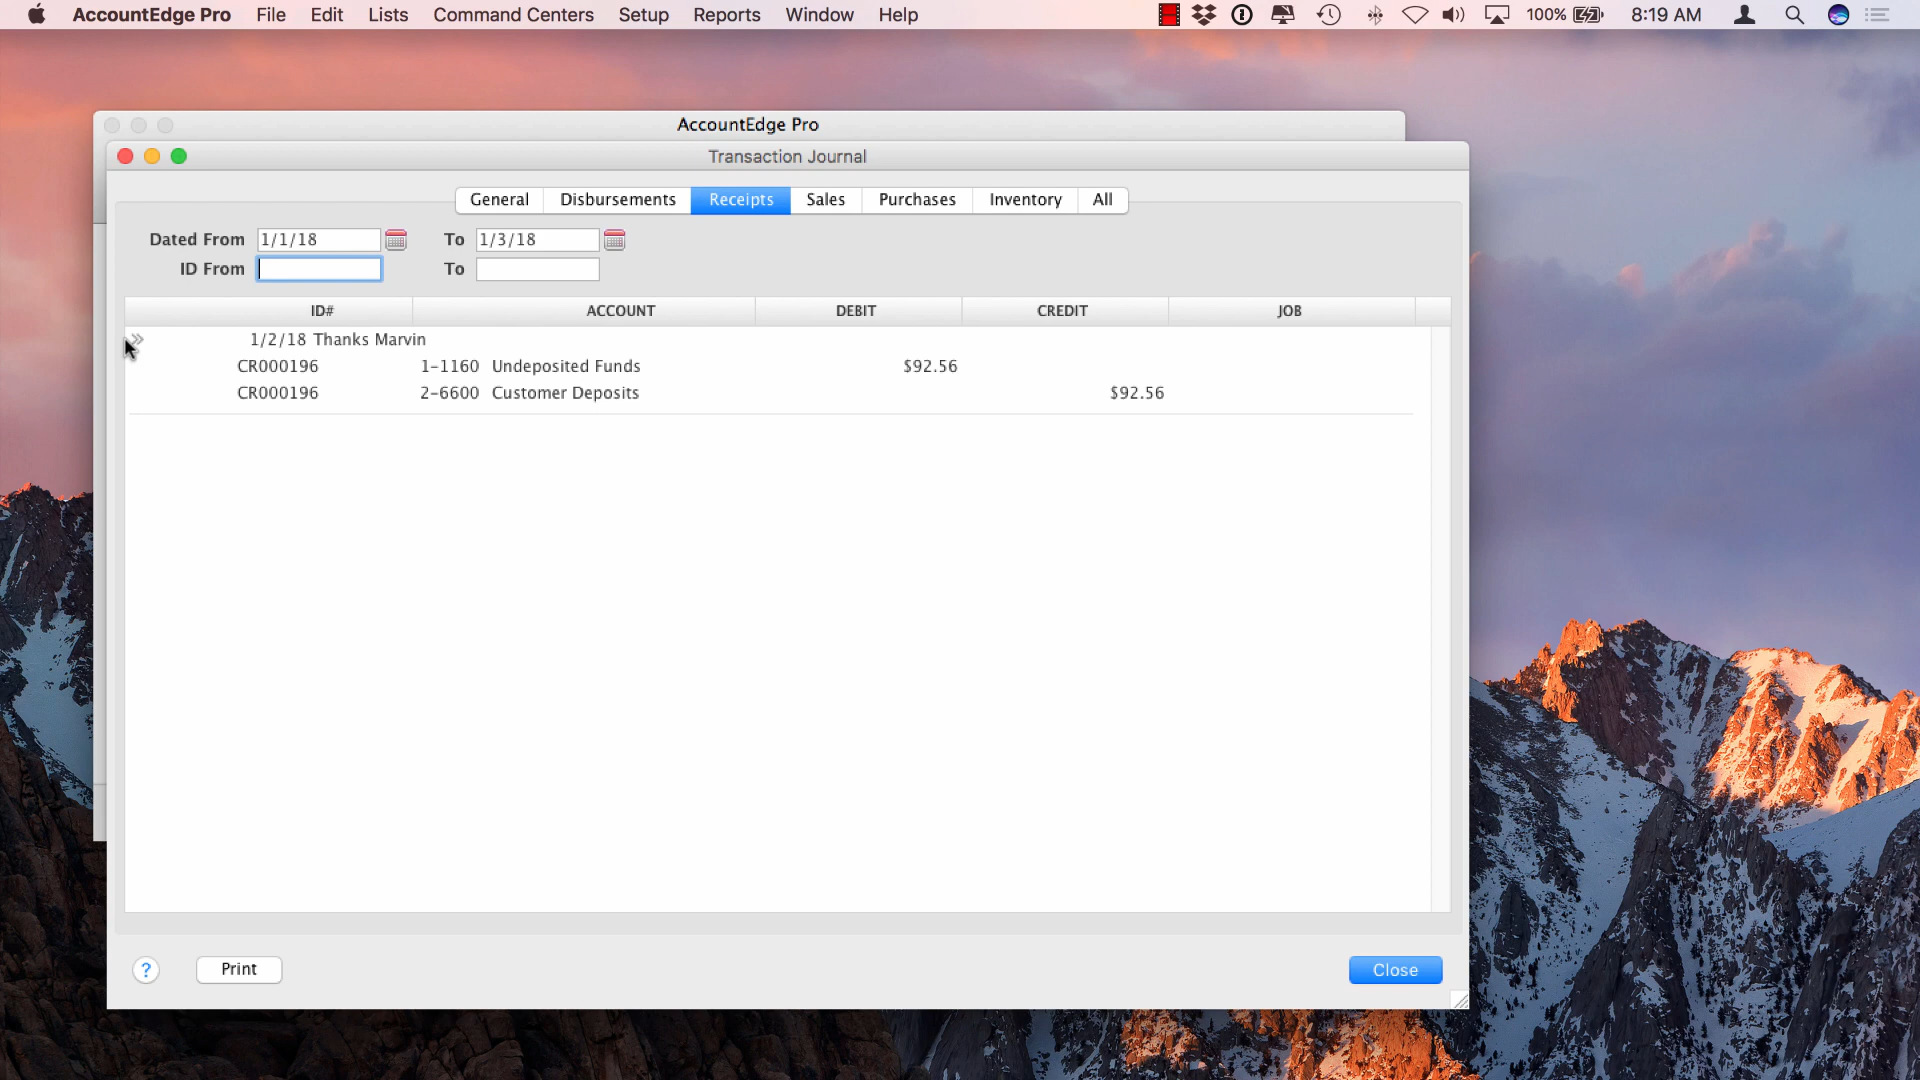 AccountEdge Pro File Edit Lists Command Centers Setup Reports Window Help 100% 8:19 AM
AccountEdge Pro
Transaction Journal
General Disbursements Receipts Sales Purchases Inventory All
Dated From 1/1/18 To 1/3/18
ID From To
ID# ACCOUNT DEBIT CREDIT JOB
1/2/18 Thanks Marvin
CR000196 1-1160 Undeposited Funds $92.56
CR000196 2-6600 Customer Deposits $92.56
? Print Close